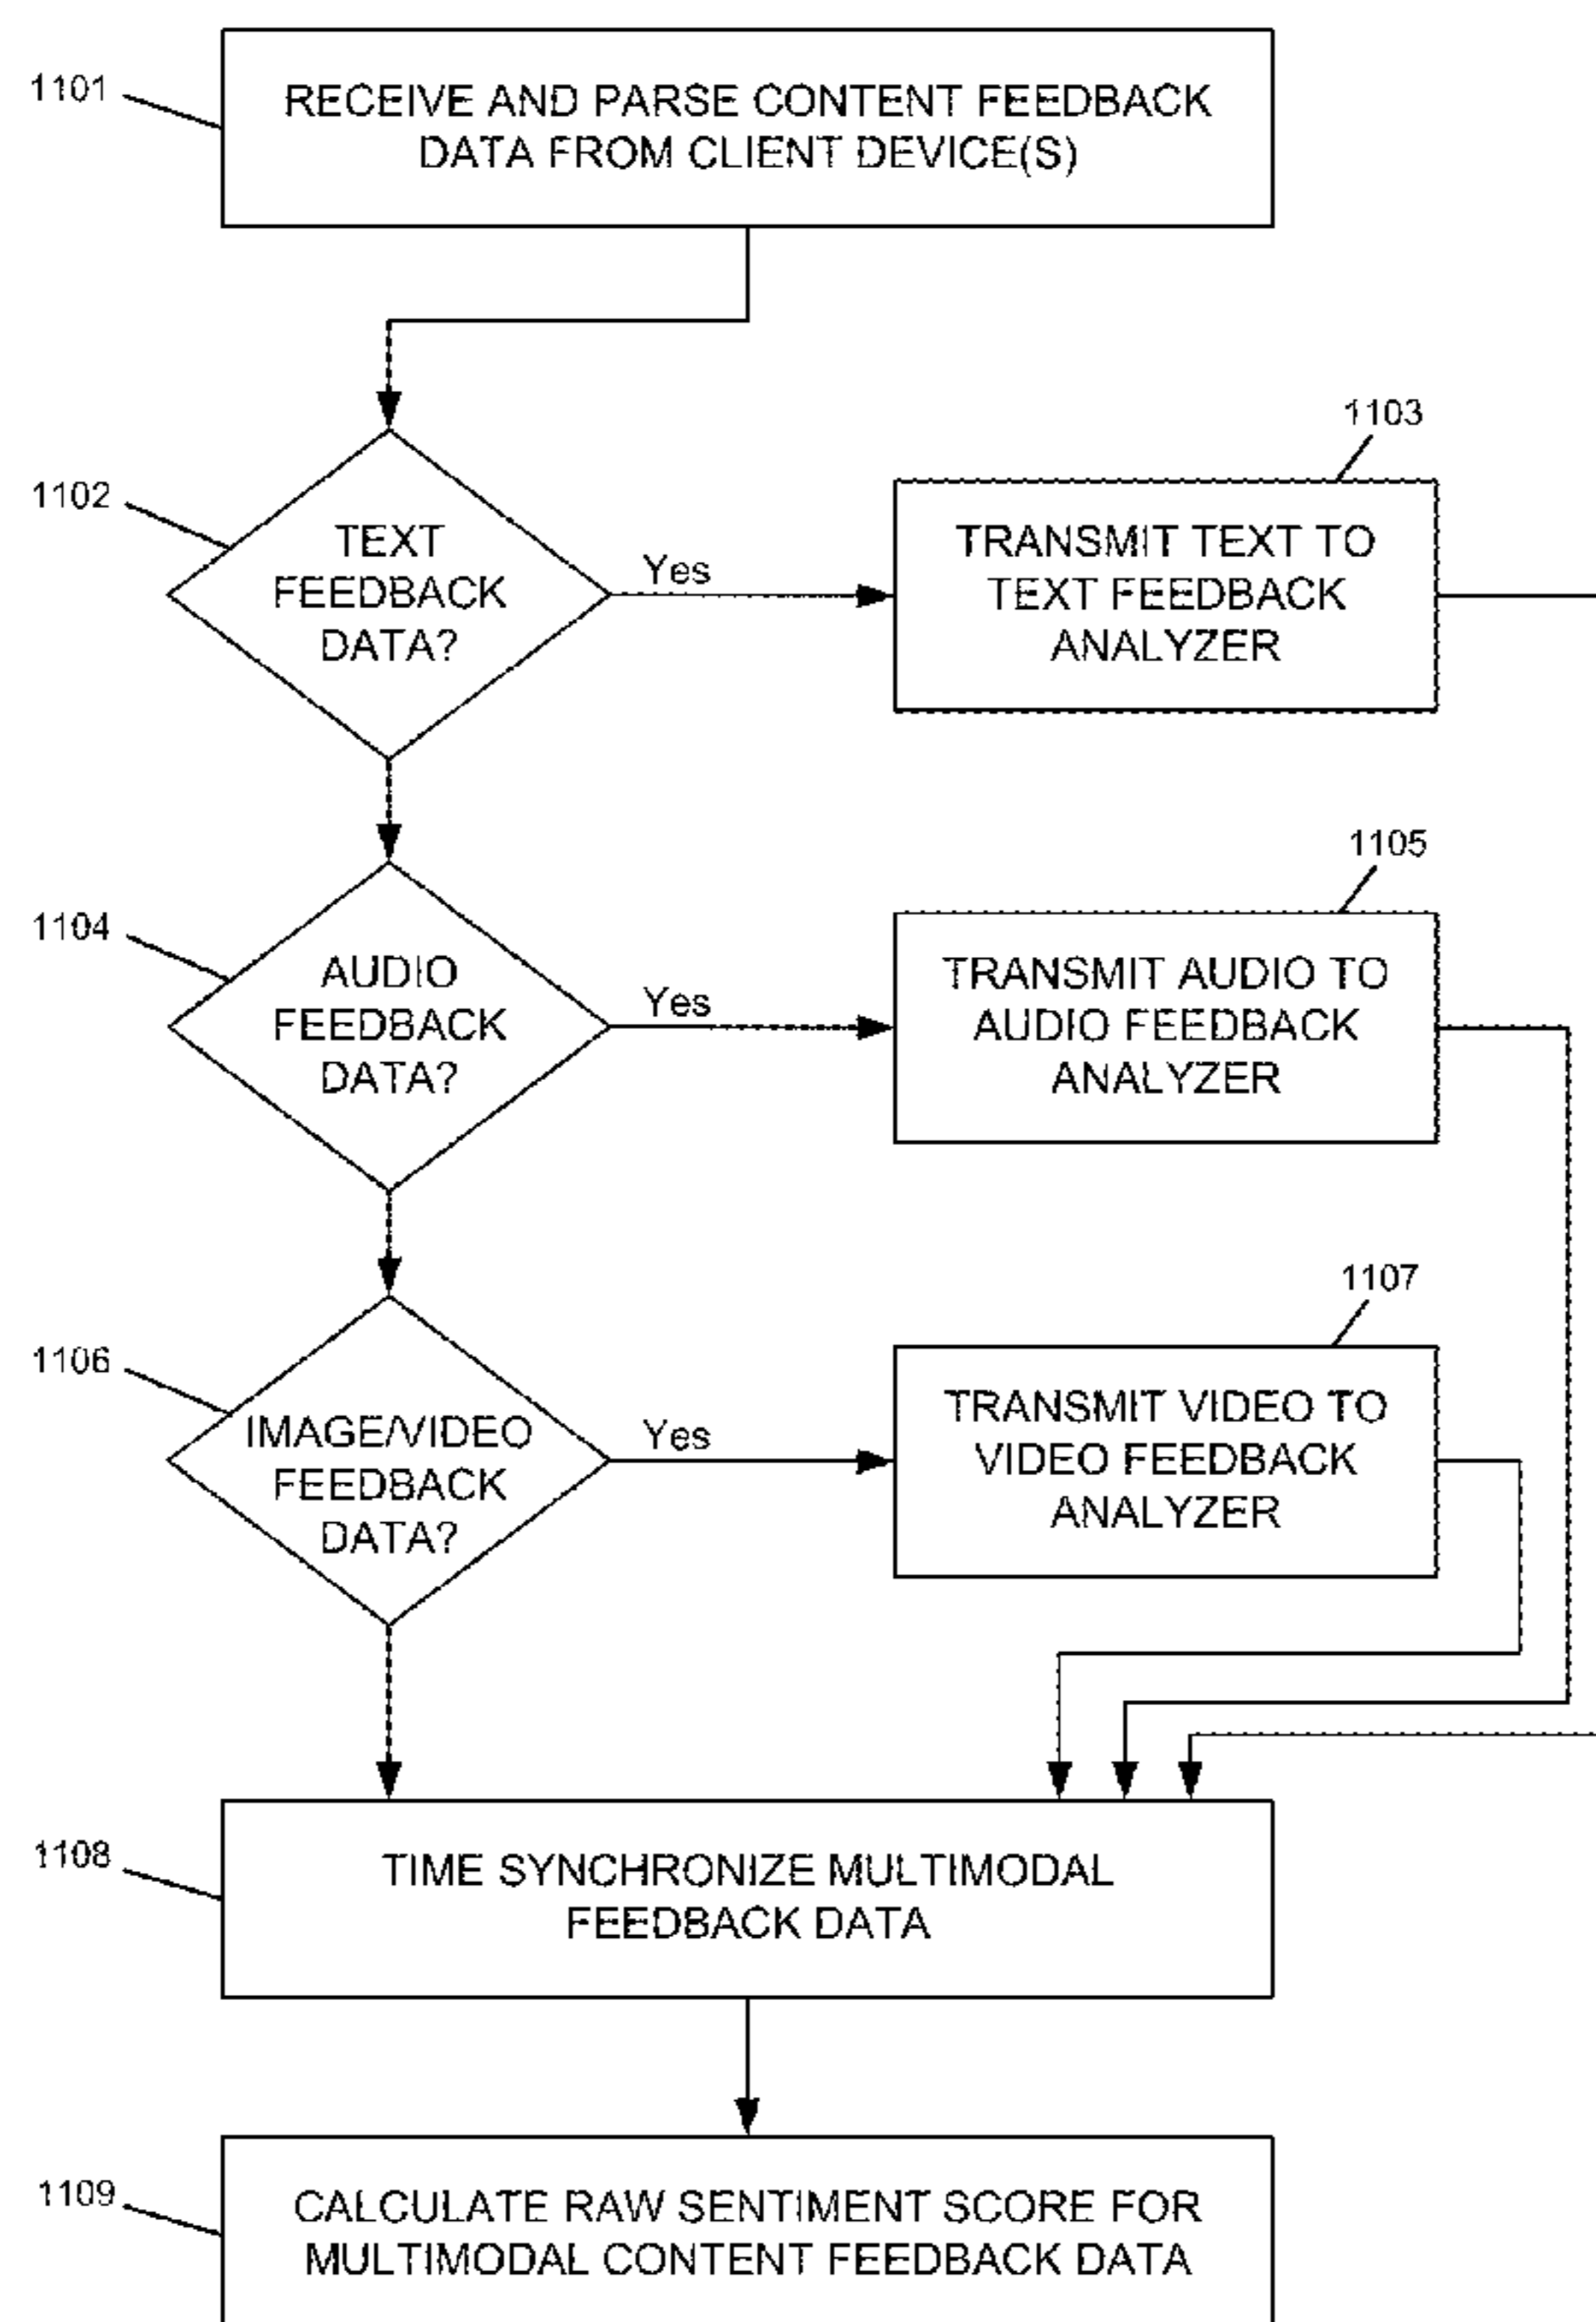 1101
RECEIVE AND PARSE CONTENT FEEDBACK
DATA FROM CLIENT DEVICE(S)
1102
TEXT
FEEDBACK
DATA?
Yes
1103
TRANSMIT TEXT TO
TEXT FEEDBACK
ANALYZER
1104
AUDIO
FEEDBACK
DATA?
Yes
1105
TRANSMIT AUDIO TO
AUDIO FEEDBACK
ANALYZER
1106
IMAGE/VIDEO
FEEDBACK
DATA?
Yes
1107
TRANSMIT VIDEO TO
VIDEO FEEDBACK
ANALYZER
1108
TIME SYNCHRONIZE MULTIMODAL
FEEDBACK DATA
1109
CALCULATE RAW SENTIMENT SCORE FOR
MULTIMODAL CONTENT FEEDBACK DATA